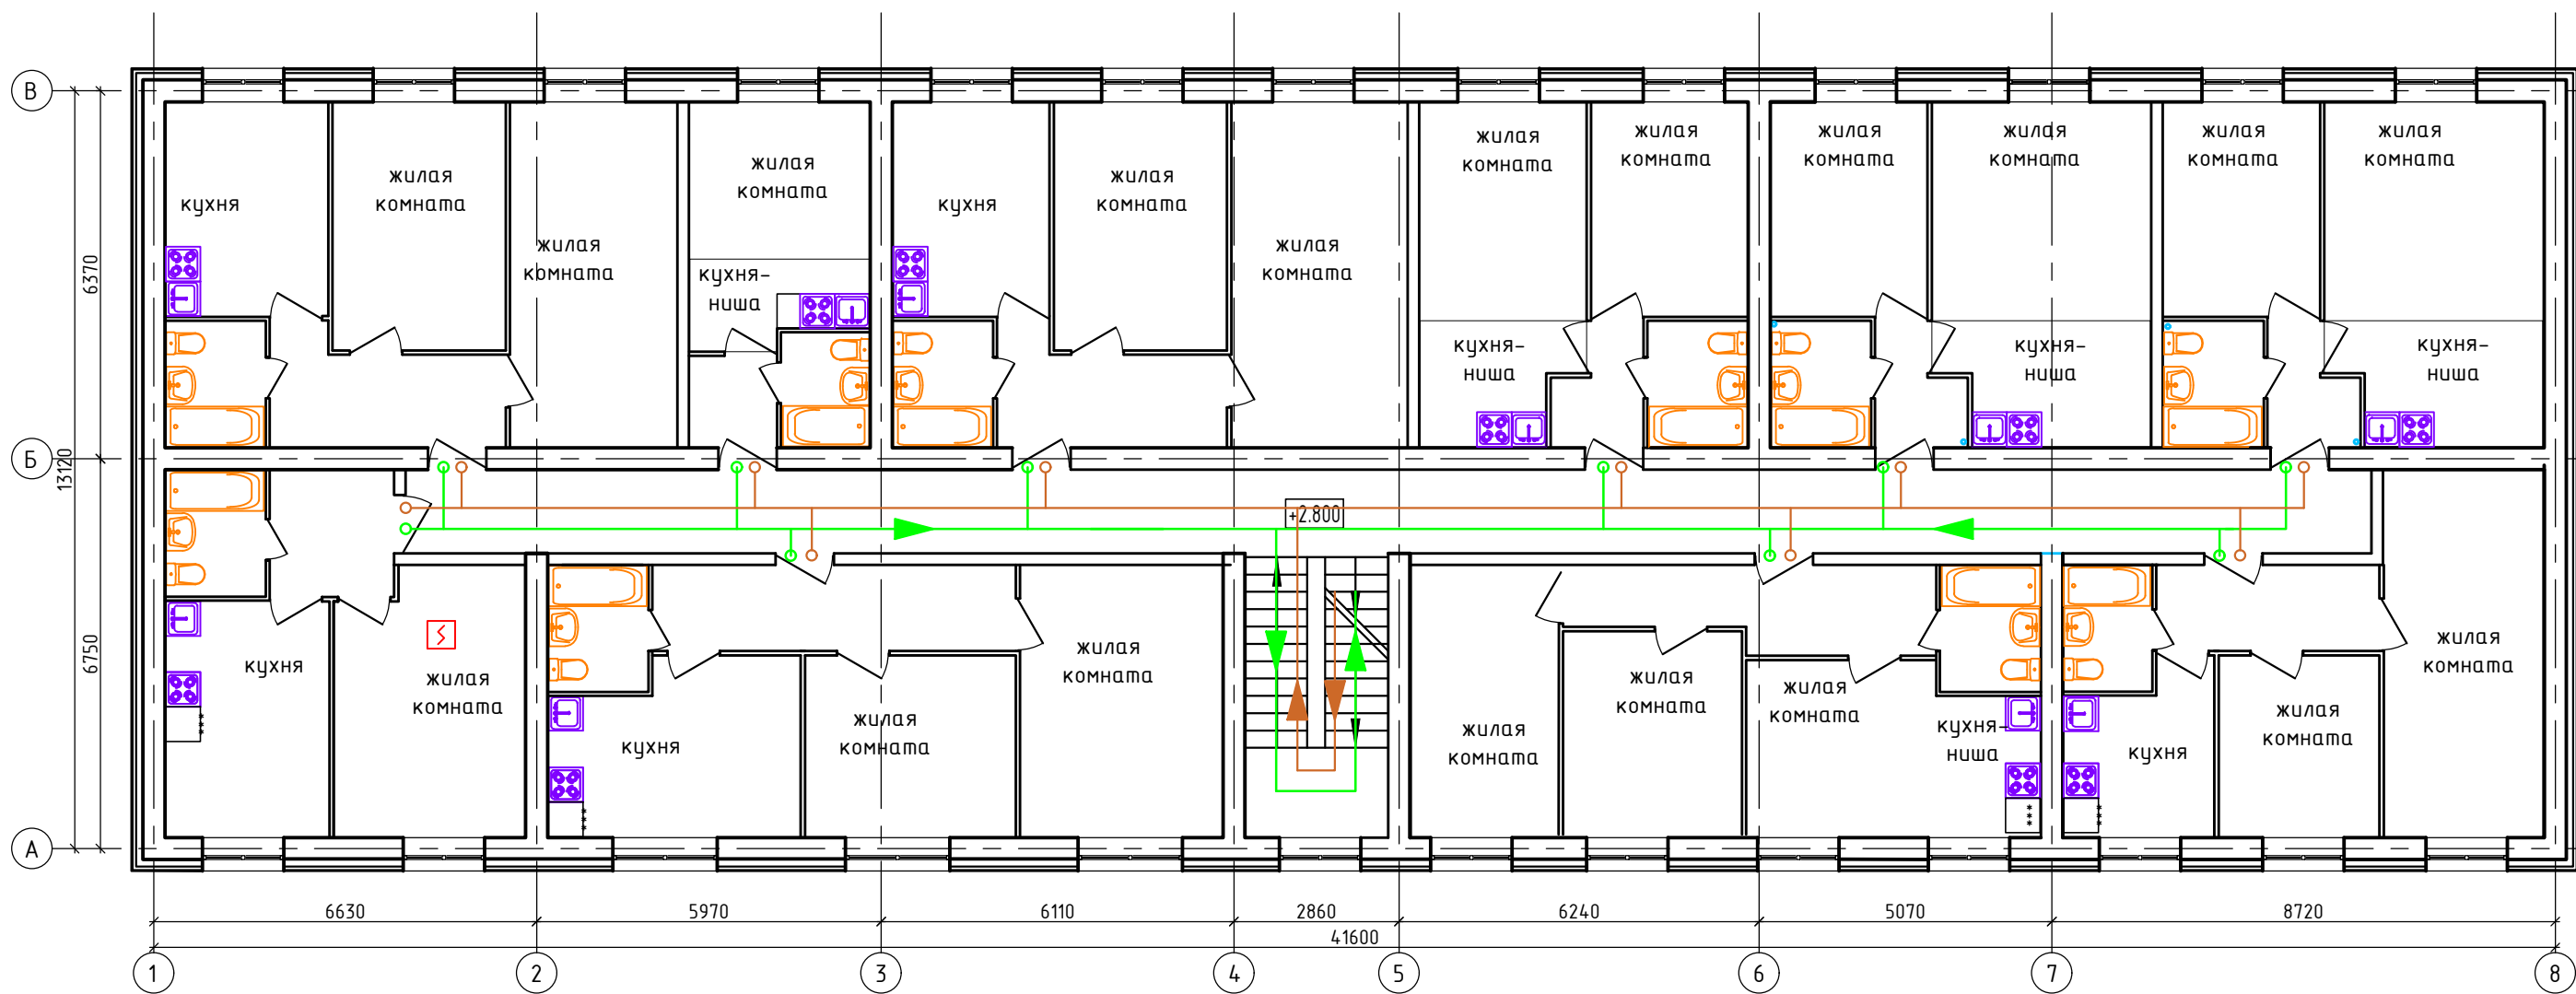 В
Б
А
6370
13120
6750
кухня
жилая
комната
жилая
комната
жилая
комната
кухня-
ниша
кухня
жилая
комната
жилая
комната
жилая
комната
кухня-
ниша
жилая
комната
жилая
комната
жилая
комната
кухня-
ниша
жилая
комната
жилая
комната
кухня-
ниша
+2.800
кухня
жилая
комната
кухня
жилая
комната
жилая
комната
жилая
комната
жилая
комната
жилая
комната
кухня-
ниша
кухня
жилая
комната
жилая
комната
***
***
***
***
6630
5970
6110
2860
6240
5070
8720
41600
1
2
3
4
5
6
7
8